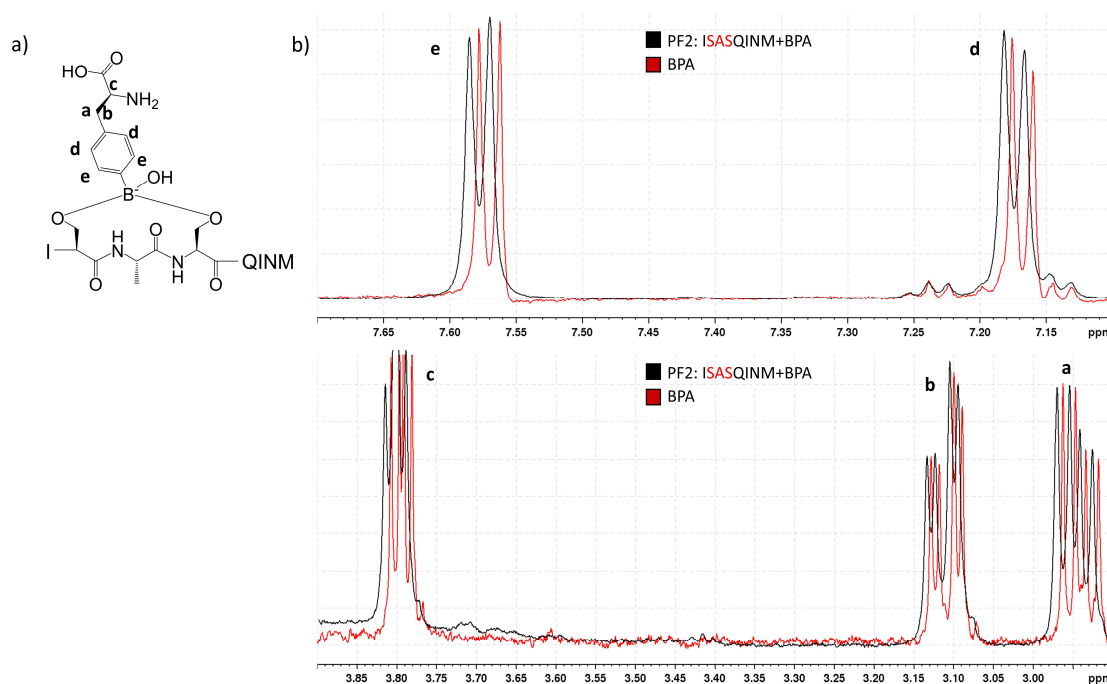 a)
HO
O
c
NH2
a
b
d
d
e
e
B-
OH
O
O
I
O
H
N
O
N
H
O
QINM
b)
e
PF2: ISASQINM+BPA
BPA
d
7.65 7.60 7.55 7.50 7.45 7.40 7.35 7.30 7.25 7.20 7.15 ppm
c
PF2: ISASQINM+BPA
BPA
b
a
3.85 3.80 3.75 3.70 3.65 3.60 3.55 3.50 3.45 3.40 3.35 3.30 3.25 3.20 3.15 3.10 3.05 3.00 ppm